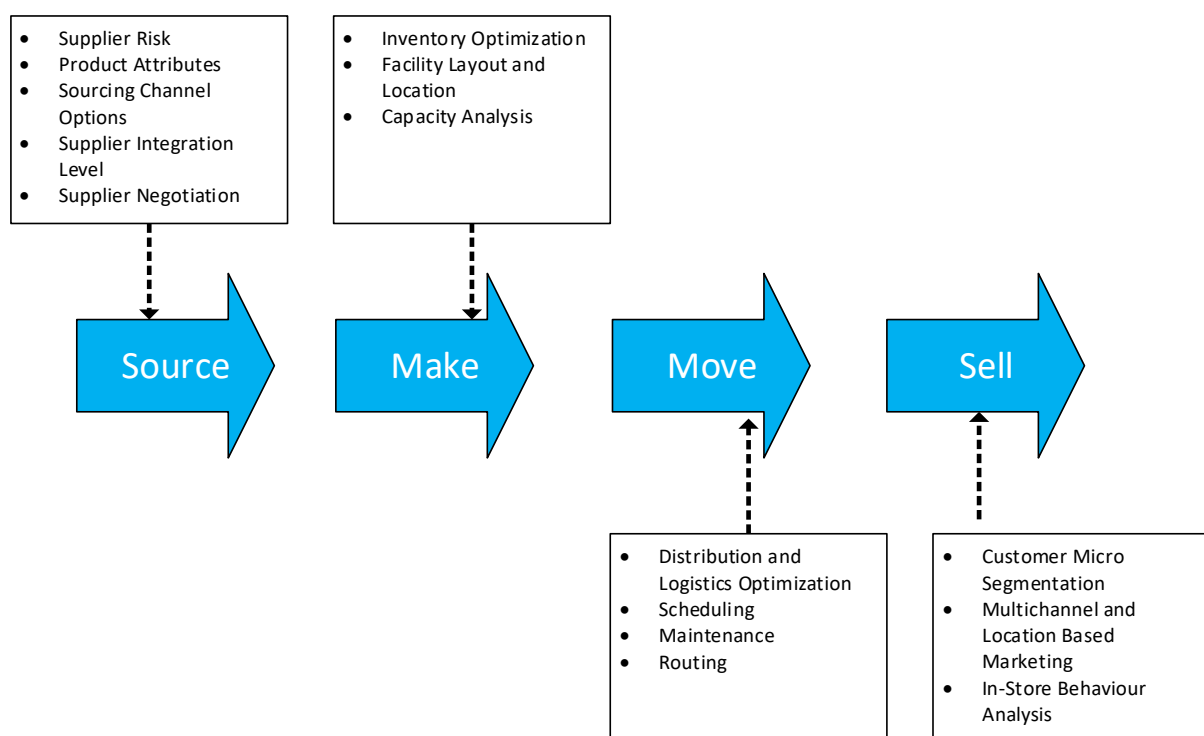 • Supplier Risk
• Product Attributes
• Sourcing Channel
Options
• Supplier Integration
Level
• Supplier Negotiation
• Inventory Optimization
• Facility Layout and
Location
• Capacity Analysis
Source
Make
Move
Sell
• Distribution and
Logistics Optimization
• Scheduling
• Maintenance
• Routing
• Customer Micro
Segmentation
• Multichannel and
Location Based
Marketing
• In-Store Behaviour
Analysis